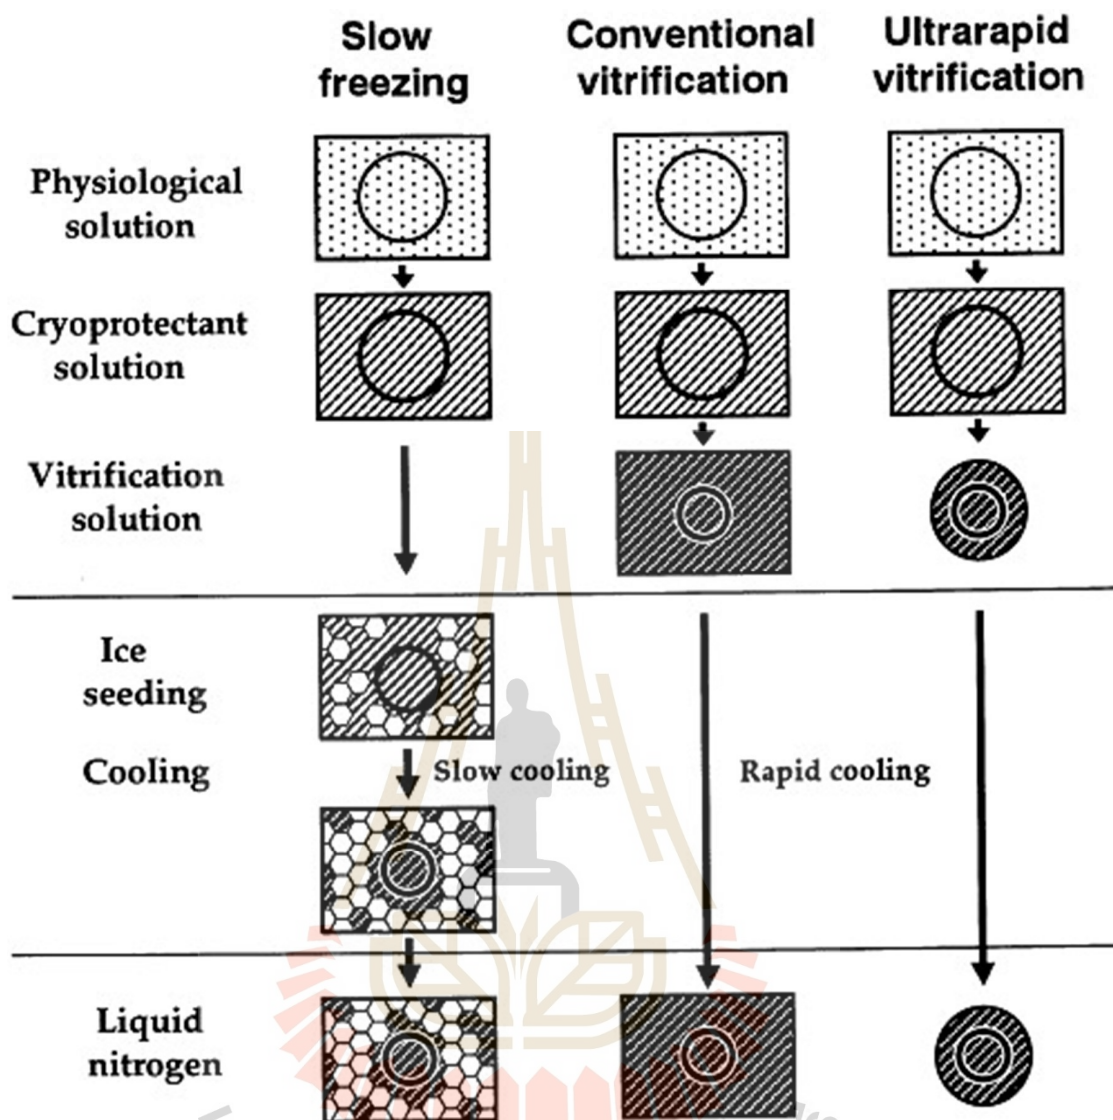 Slow
freezing
Conventional
vitrification
Ultrarapid
vitrification
Physiological
solution
Cryoprotectant
solution
Vitrification
solution
Ice
seeding
Cooling
Slow cooling
Rapid cooling
Liquid
nitrogen